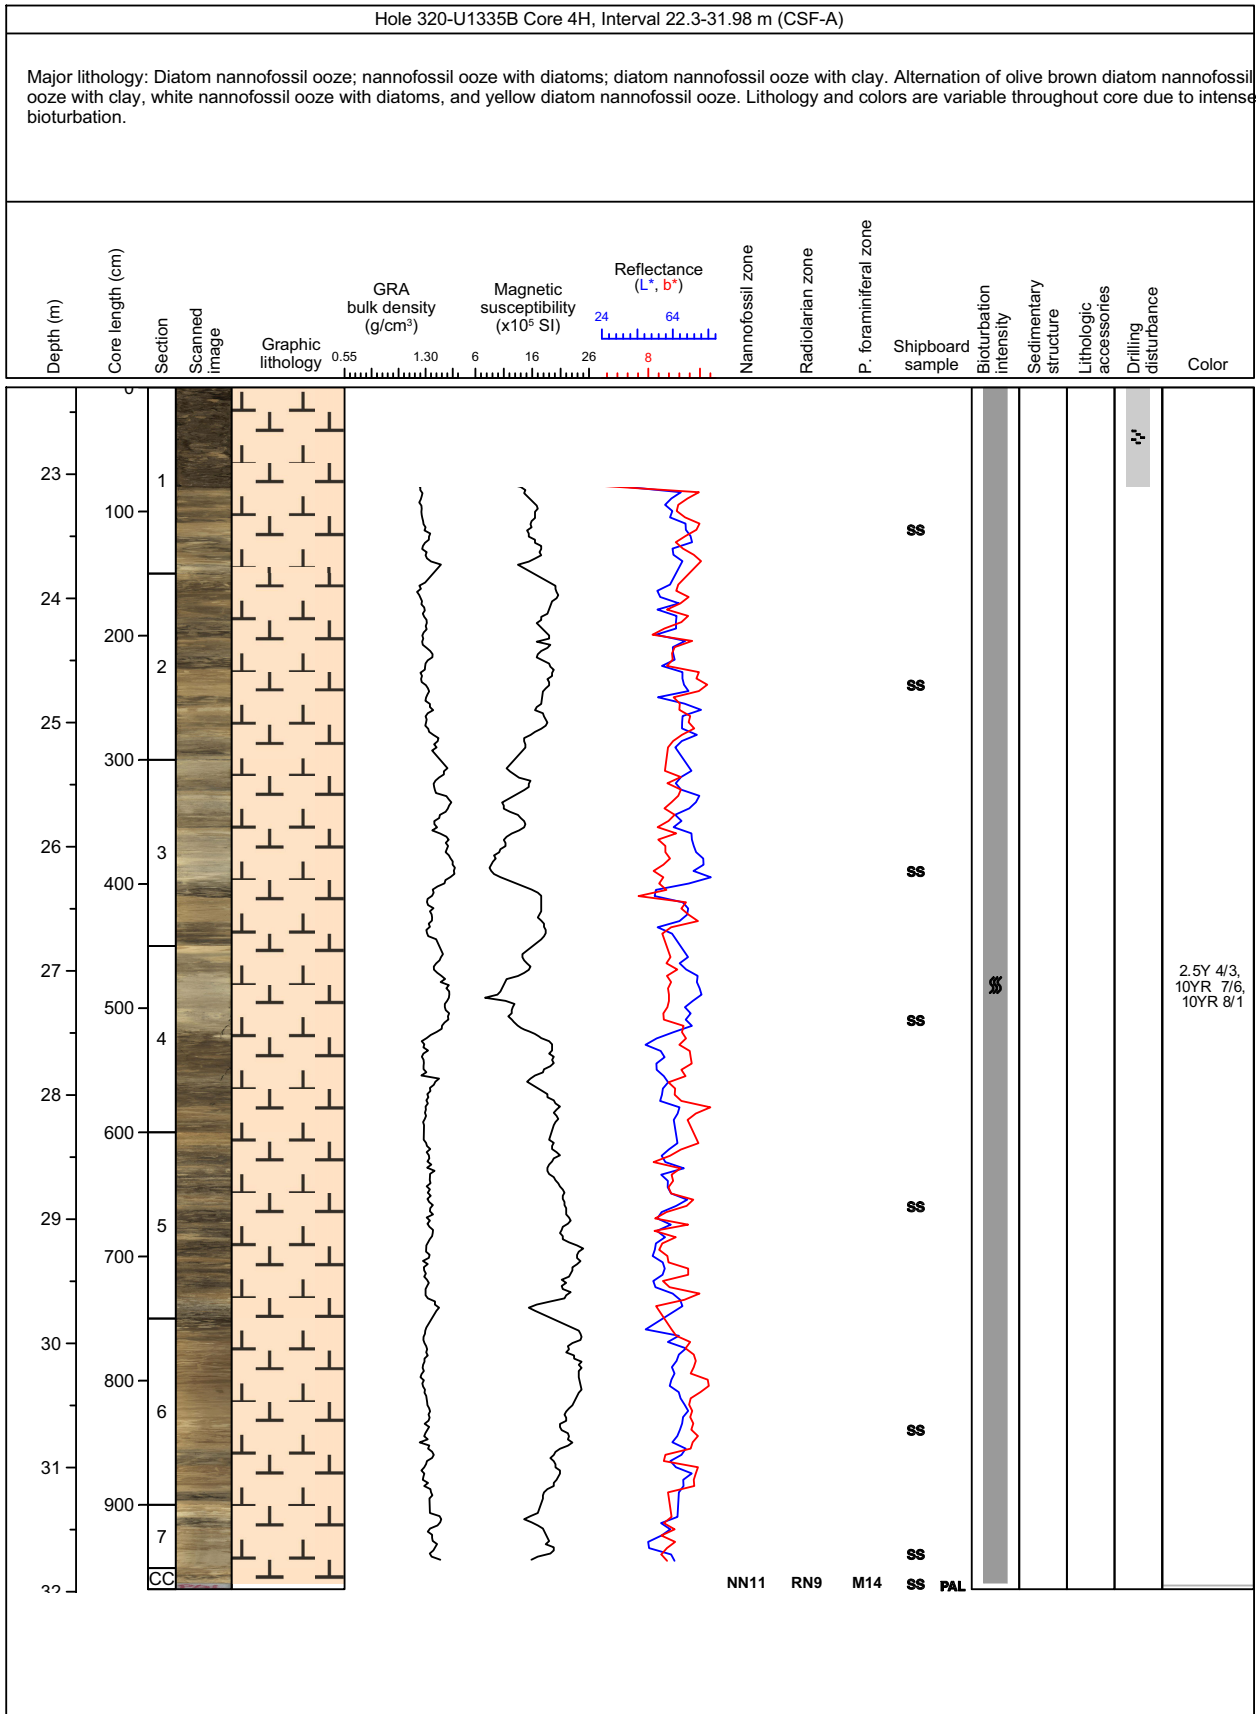 Hole 320-U1335B Core 4H, Interval 22.3-31.98 m (CSF-A)
Major lithology: Diatom nannofossil ooze; nannofossil ooze with diatoms; diatom nannofossil ooze with clay. Alternation of olive brown diatom nannofossil
ooze with clay, white nannofossil ooze with diatoms, and yellow diatom nannofossil ooze. Lithology and colors are variable throughout core due to intense
bioturbation.
Depth (m)
Core length (cm)
Section
Scanned
image
Graphic
lithology
GRA
bulk density
(g/cm³)
0.55 1.30
Magnetic
susceptibility
(x10⁵ SI)
6 16 26
Reflectance
(L*, b*)
24 64
8
Nannofossil zone
Radiolarian zone
P. foraminiferal zone
Shipboard
sample
Bioturbation
intensity
Sedimentary
structure
Lithologic
accessories
Drilling
disturbance
Color
0
23
1
100
SS
24
200
2
SS
25
300
26
3
SS
400
27
2.5Y 4/3,
10YR 7/6,
10YR 8/1
500
SS
4
28
600
SS
29
5
700
30
800
6
SS
31
900
7
SS
CC
32
NN11 RN9 M14 SS PAL